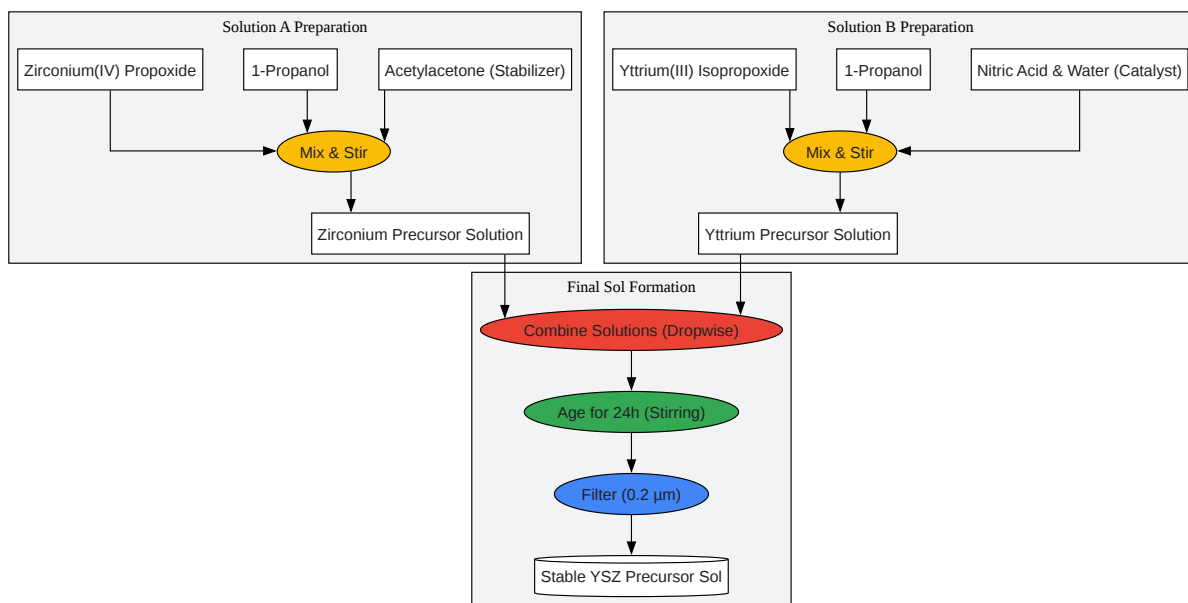 Solution A Preparation
Zirconium(IV) Propoxide
1-Propanol
Acetylacetone (Stabilizer)
Mix & Stir
Zirconium Precursor Solution
Solution B Preparation
Yttrium(III) Isopropoxide
1-Propanol
Nitric Acid & Water (Catalyst)
Mix & Stir
Yttrium Precursor Solution
Final Sol Formation
Combine Solutions (Dropwise)
Age for 24h (Stirring)
Filter (0.2 µm)
Stable YSZ Precursor Sol